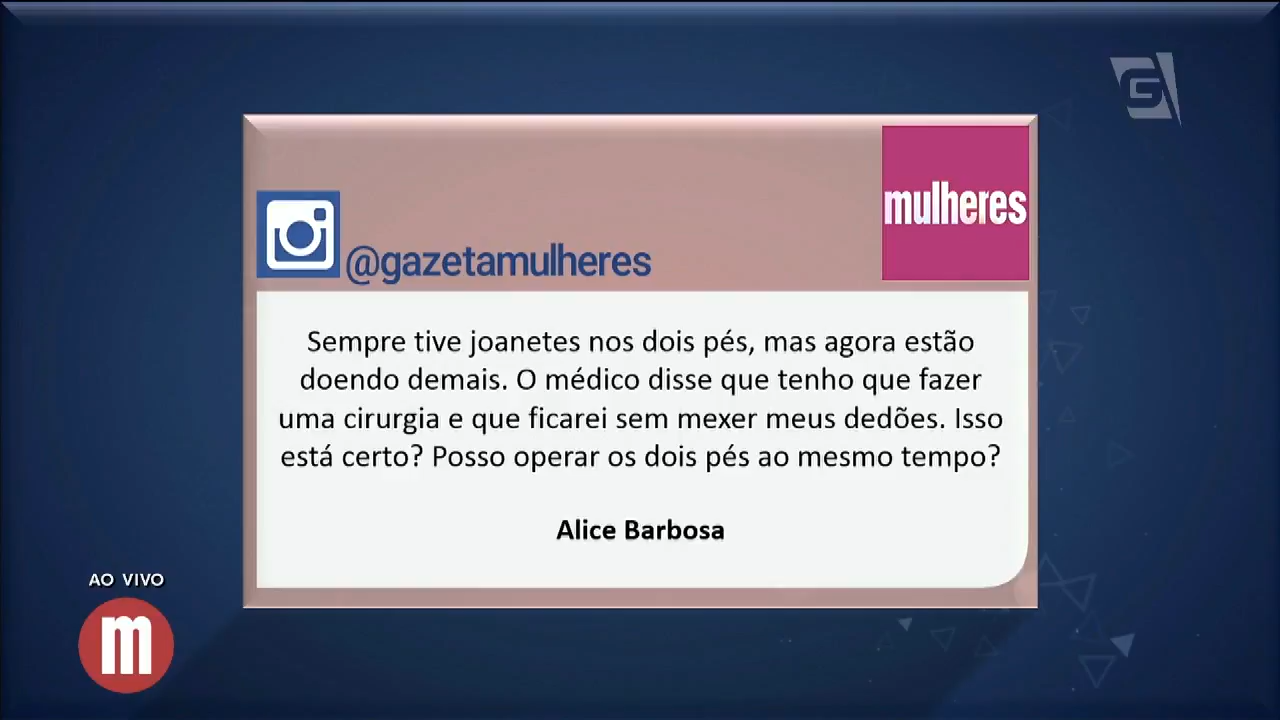 G
mulheres
@gazetamulheres
Sempre tive joanetes nos dois pés, mas agora estão
doendo demais. O médico disse que tenho que fazer
uma cirurgia e que ficarei sem mexer meus dedões. Isso
está certo? Posso operar os dois pés ao mesmo tempo?
Alice Barbosa
AO VIVO
m